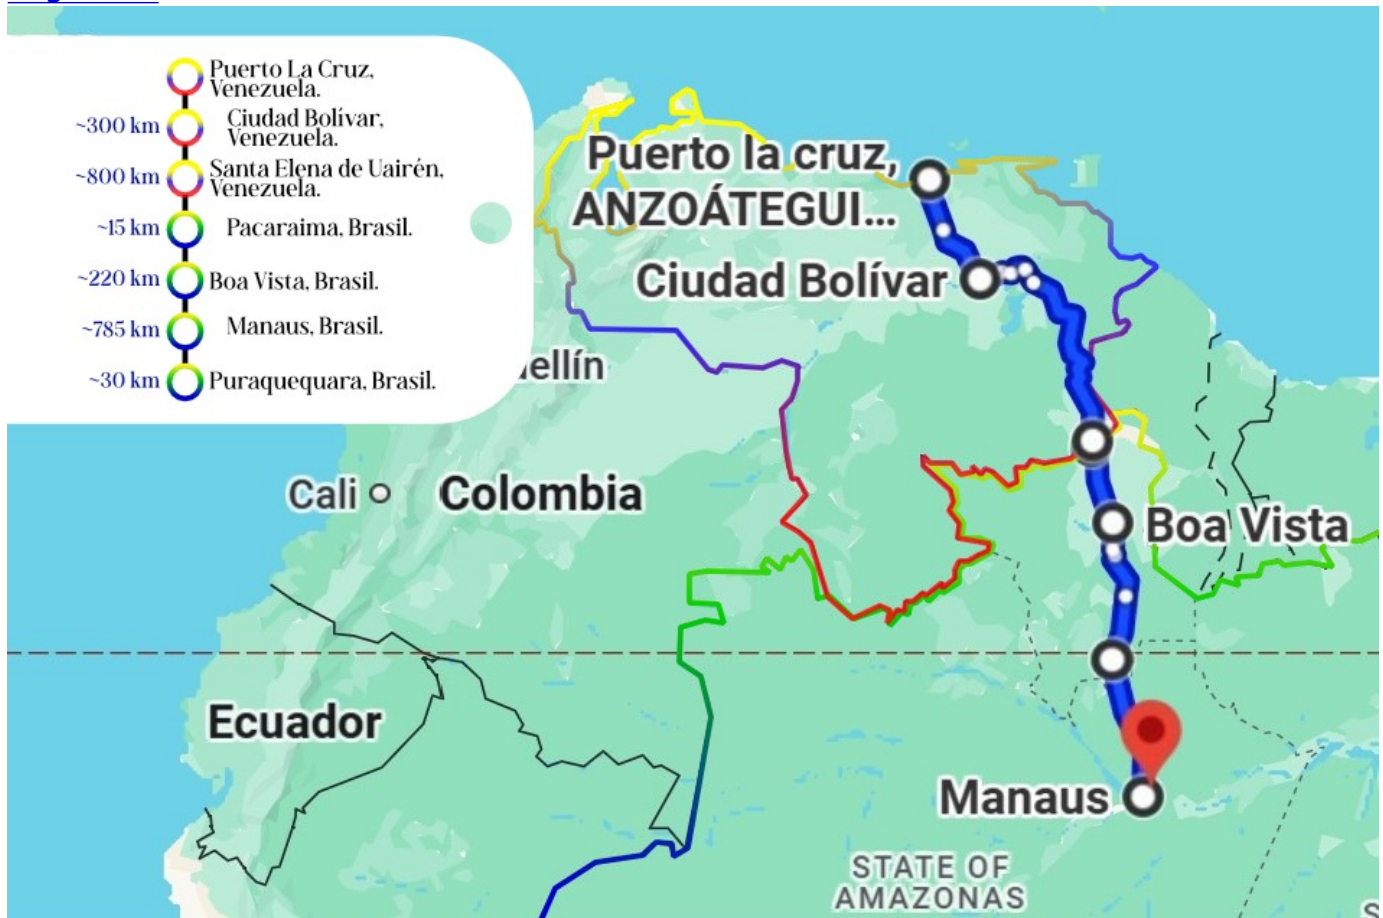 Puerto La Cruz,
Venezuela.
~300 km
Ciudad Bolívar,
Venezuela.
~800 km
Santa Elena de Uairén,
Venezuela.
~15 km
Pacaraima, Brasil.
~220 km
Boa Vista, Brasil.
~785 km
Manaus, Brasil.
~30 km
Puraquequara, Brasil.
Puerto la cruz,
ANZOÁTEGUI...
Ciudad Bolívar
ellín
Cali
Colombia
Boa Vista
Ecuador
Manaus
STATE OF
AMAZONAS